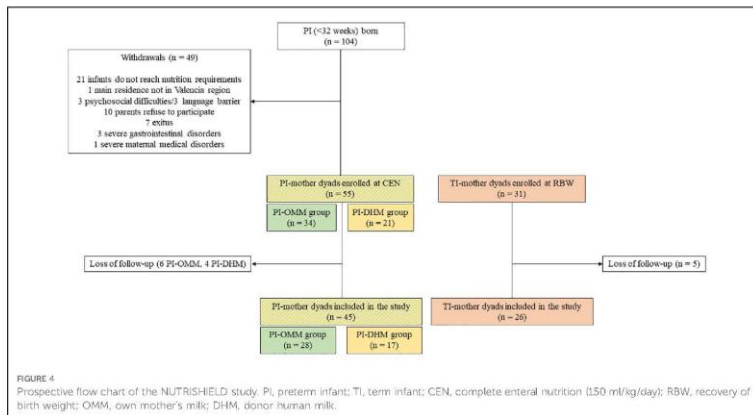 PI (<32 weeks) born
(n = 104)
Withdrawals (n = 49)
21 infants do not reach nutrition requirements
1 main residence not in Valencia region
3 psychosocial difficulties/3 language barrier
10 parents refuse to participate
7 exitus
3 severe gastrointestinal disorders
1 severe maternal medical disorders
PI-mother dyads enrolled at CEN
(n = 55)
TI-mother dyads enrolled at RBW
(n = 31)
PI-OMM group
(n = 34)
PI-DHM group
(n = 21)
Loss of follow-up (6 PI-OMM, 4 PI-DHM)
Loss of follow-up (n = 5)
PI-mother dyads included in the study
(n = 45)
TI-mother dyads included in the study
(n = 26)
PI-OMM group
(n = 28)
PI-DHM group
(n = 17)
FIGURE 4
Prospective flow chart of the NUTRISHIELD study. PI, preterm infant; TI, term infant; CEN, complete enteral nutrition (150 ml/kg/day); RBW, recovery of
birth weight; OMM, own mother's milk; DHM, donor human milk.